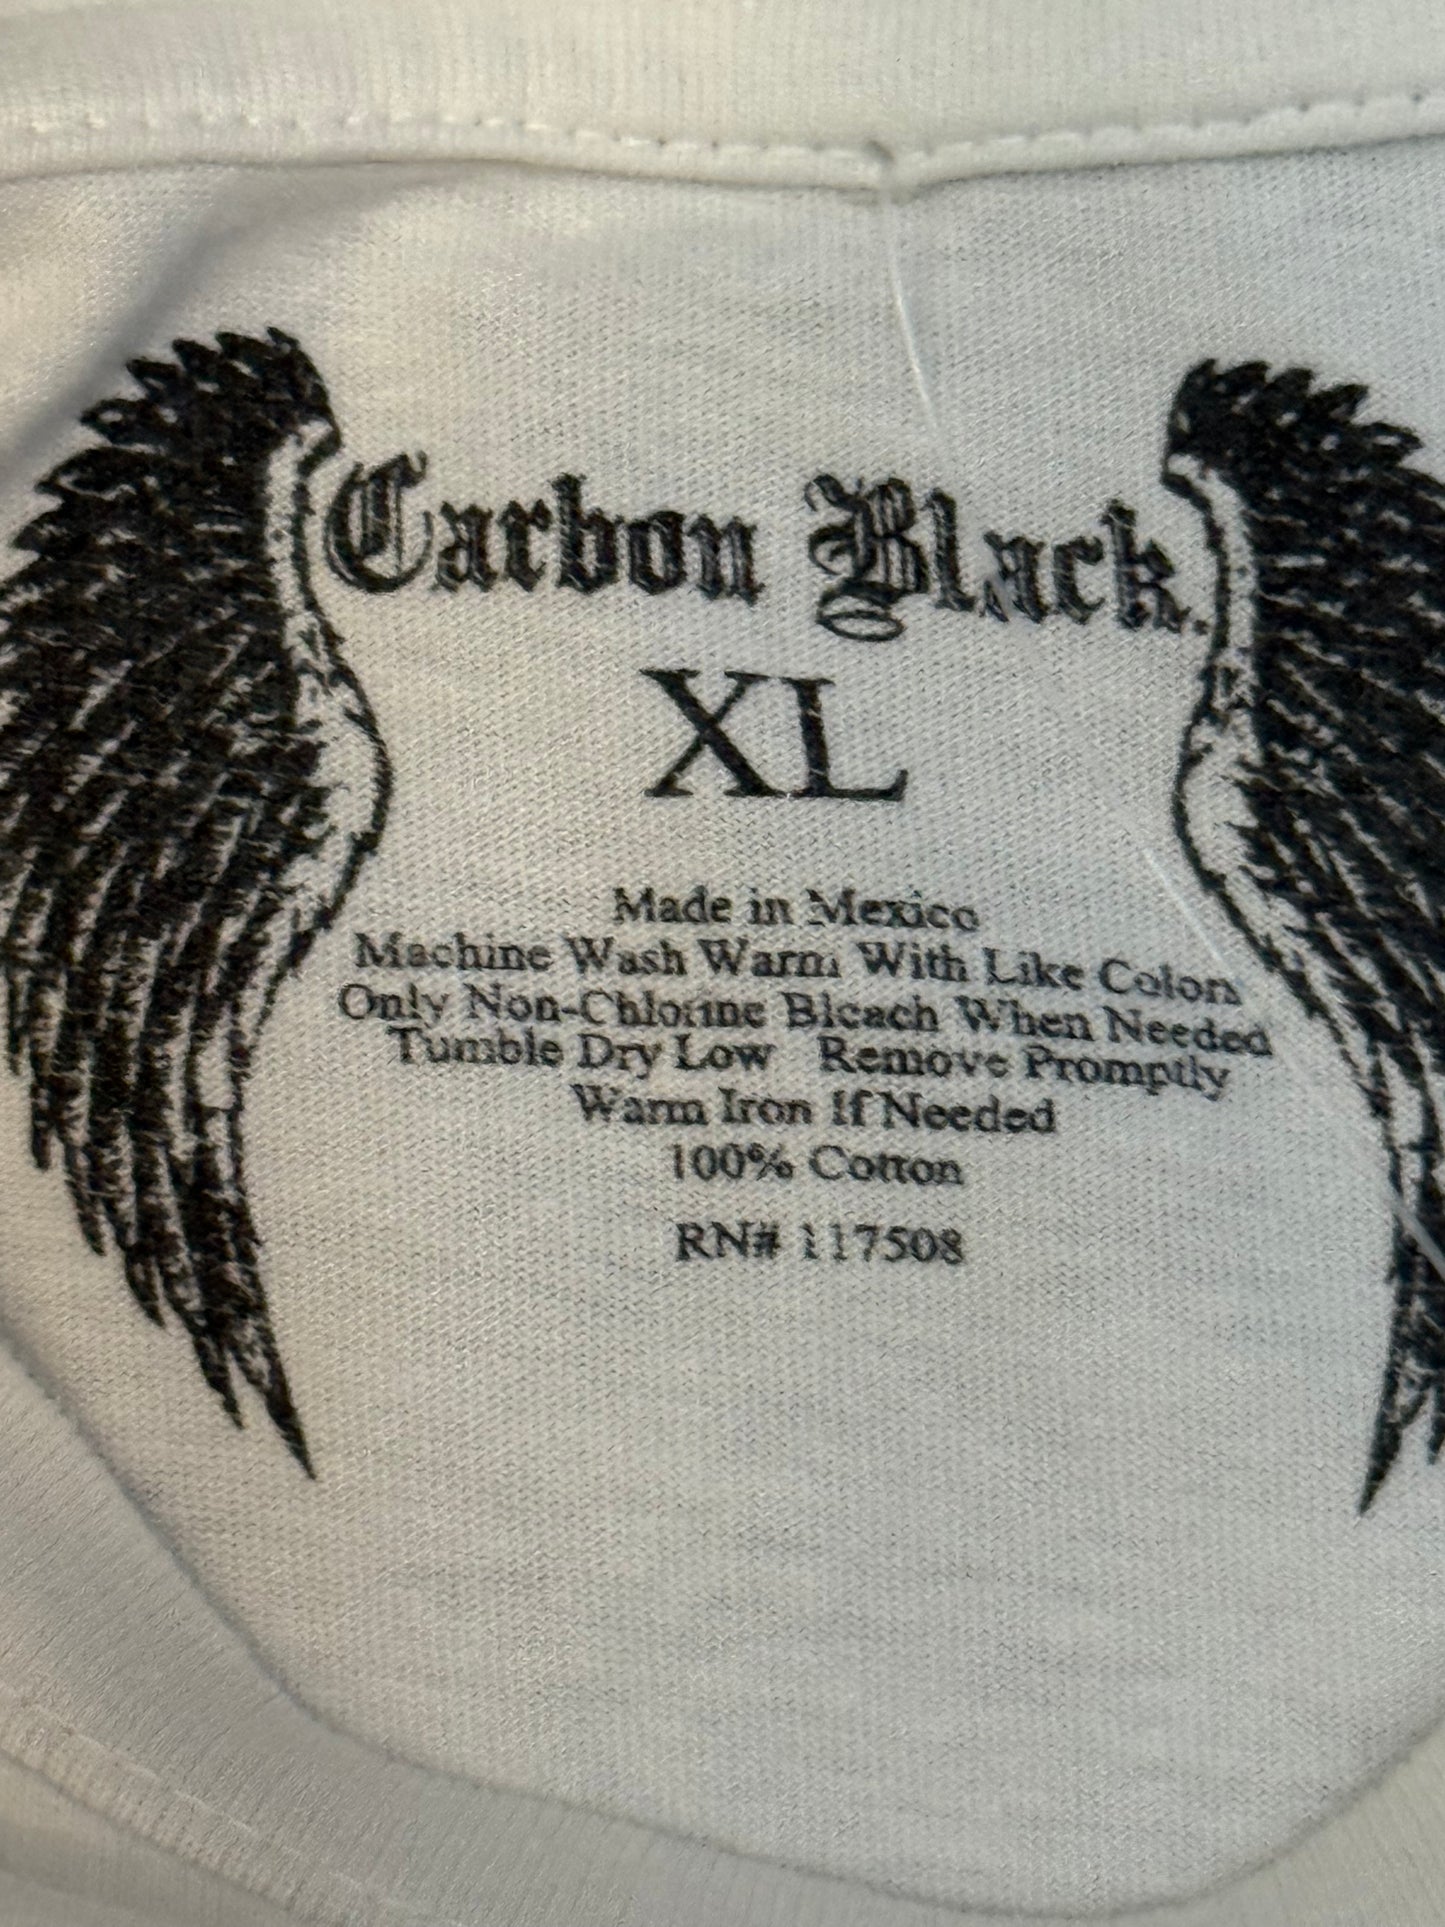 Carbon Black.
XL
Made in Mexico
Machine Wash Warm With Like Colors
Only Non-Chlorine Bleach When Needed
Tumble Dry Low Remove Promptly
Warm Iron If Needed
100% Cotton
RN# 117508